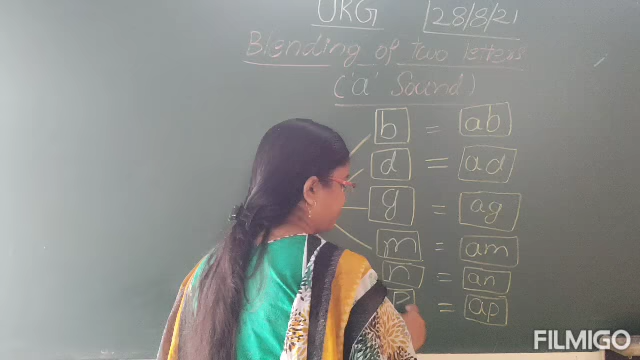 UKG 28/8/21
Blending of two letters
('a' Sound)
b = ab
d = ad
g = ag
m = am
n = an
p = ap
FILMIGO